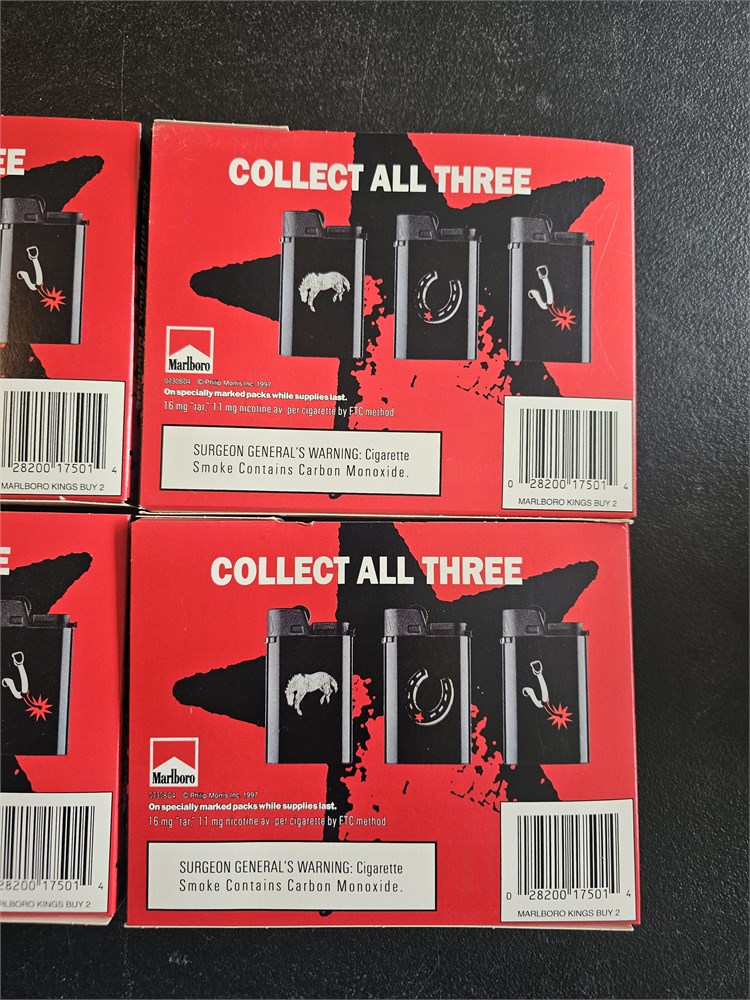 EE
28200 17501 4
MARLBORO KINGS BUY 2
COLLECT ALL THREE
Marlboro
© Philip Morris Inc. 1997
On specially marked packs while supplies last.
16 mg "tar," 1.1 mg nicotine av. per cigarette by FTC method.
SURGEON GENERAL'S WARNING: Cigarette
Smoke Contains Carbon Monoxide.
0 28200 17501 4
MARLBORO KINGS BUY 2
E
28200 17501 4
RLBORO KINGS BUY 2
COLLECT ALL THREE
Marlboro
© Philip Morris Inc. 1997
On specially marked packs while supplies last.
16 mg "tar," 1.1 mg nicotine av. per cigarette by FTC method.
SURGEON GENERAL'S WARNING: Cigarette
Smoke Contains Carbon Monoxide.
0 28200 17501 4
MARLBORO KINGS BUY 2